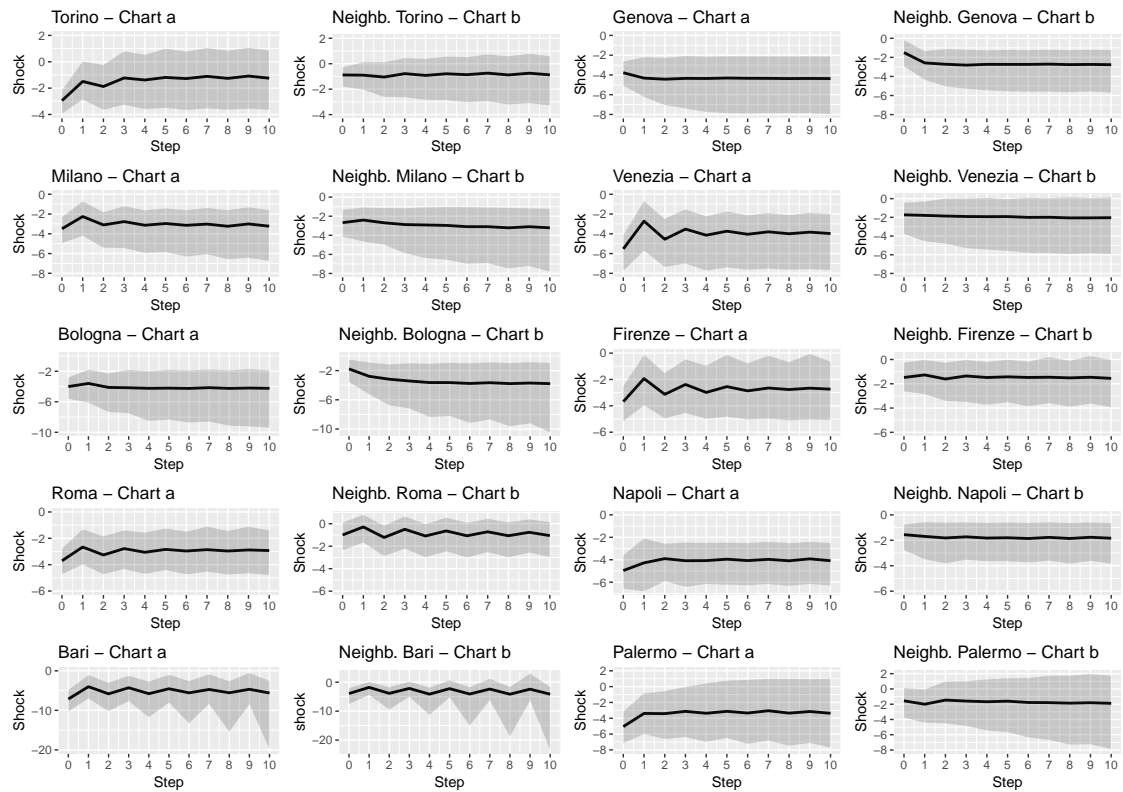 Torino – Chart a
Shock
2
0
−2
−4
0 1 2 3 4 5 6 7 8 9 10
Step
Neighb. Torino – Chart b
Shock
2
0
−2
−4
0 1 2 3 4 5 6 7 8 9 10
Step
Genova – Chart a
Shock
0
−2
−4
−6
−8
0 1 2 3 4 5 6 7 8 9 10
Step
Neighb. Genova – Chart b
Shock
0
−2
−4
−6
−8
0 1 2 3 4 5 6 7 8 9 10
Step
Milano – Chart a
Shock
0
−2
−4
−6
−8
0 1 2 3 4 5 6 7 8 9 10
Step
Neighb. Milano – Chart b
Shock
0
−2
−4
−6
−8
0 1 2 3 4 5 6 7 8 9 10
Step
Venezia – Chart a
Shock
0
−2
−4
−6
−8
0 1 2 3 4 5 6 7 8 9 10
Step
Neighb. Venezia – Chart b
Shock
0
−2
−4
−6
−8
0 1 2 3 4 5 6 7 8 9 10
Step
Bologna – Chart a
Shock
−2
−6
−10
0 1 2 3 4 5 6 7 8 9 10
Step
Neighb. Bologna – Chart b
Shock
−2
−6
−10
0 1 2 3 4 5 6 7 8 9 10
Step
Firenze – Chart a
Shock
0
−2
−4
−6
0 1 2 3 4 5 6 7 8 9 10
Step
Neighb. Firenze – Chart b
Shock
0
−2
−4
−6
0 1 2 3 4 5 6 7 8 9 10
Step
Roma – Chart a
Shock
0
−2
−4
−6
0 1 2 3 4 5 6 7 8 9 10
Step
Neighb. Roma – Chart b
shock
0
−2
−4
−6
0 1 2 3 4 5 6 7 8 9 10
Step
Napoli – Chart a
Shock
0
−2
−4
−6
0 1 2 3 4 5 6 7 8 9 10
Step
Neighb. Napoli – Chart b
Shock
0
−2
−4
−6
0 1 2 3 4 5 6 7 8 9 10
Step
Bari – Chart a
Shock
0
−10
−20
0 1 2 3 4 5 6 7 8 9 10
Step
Neighb. Bari – Chart b
shock
0
−10
−20
0 1 2 3 4 5 6 7 8 9 10
Step
Palermo – Chart a
Shock
2
0
−2
−4
−6
−8
0 1 2 3 4 5 6 7 8 9 10
Step
Neighb. Palermo – Chart b
Shock
2
0
−2
−4
−6
−8
0 1 2 3 4 5 6 7 8 9 10
Step